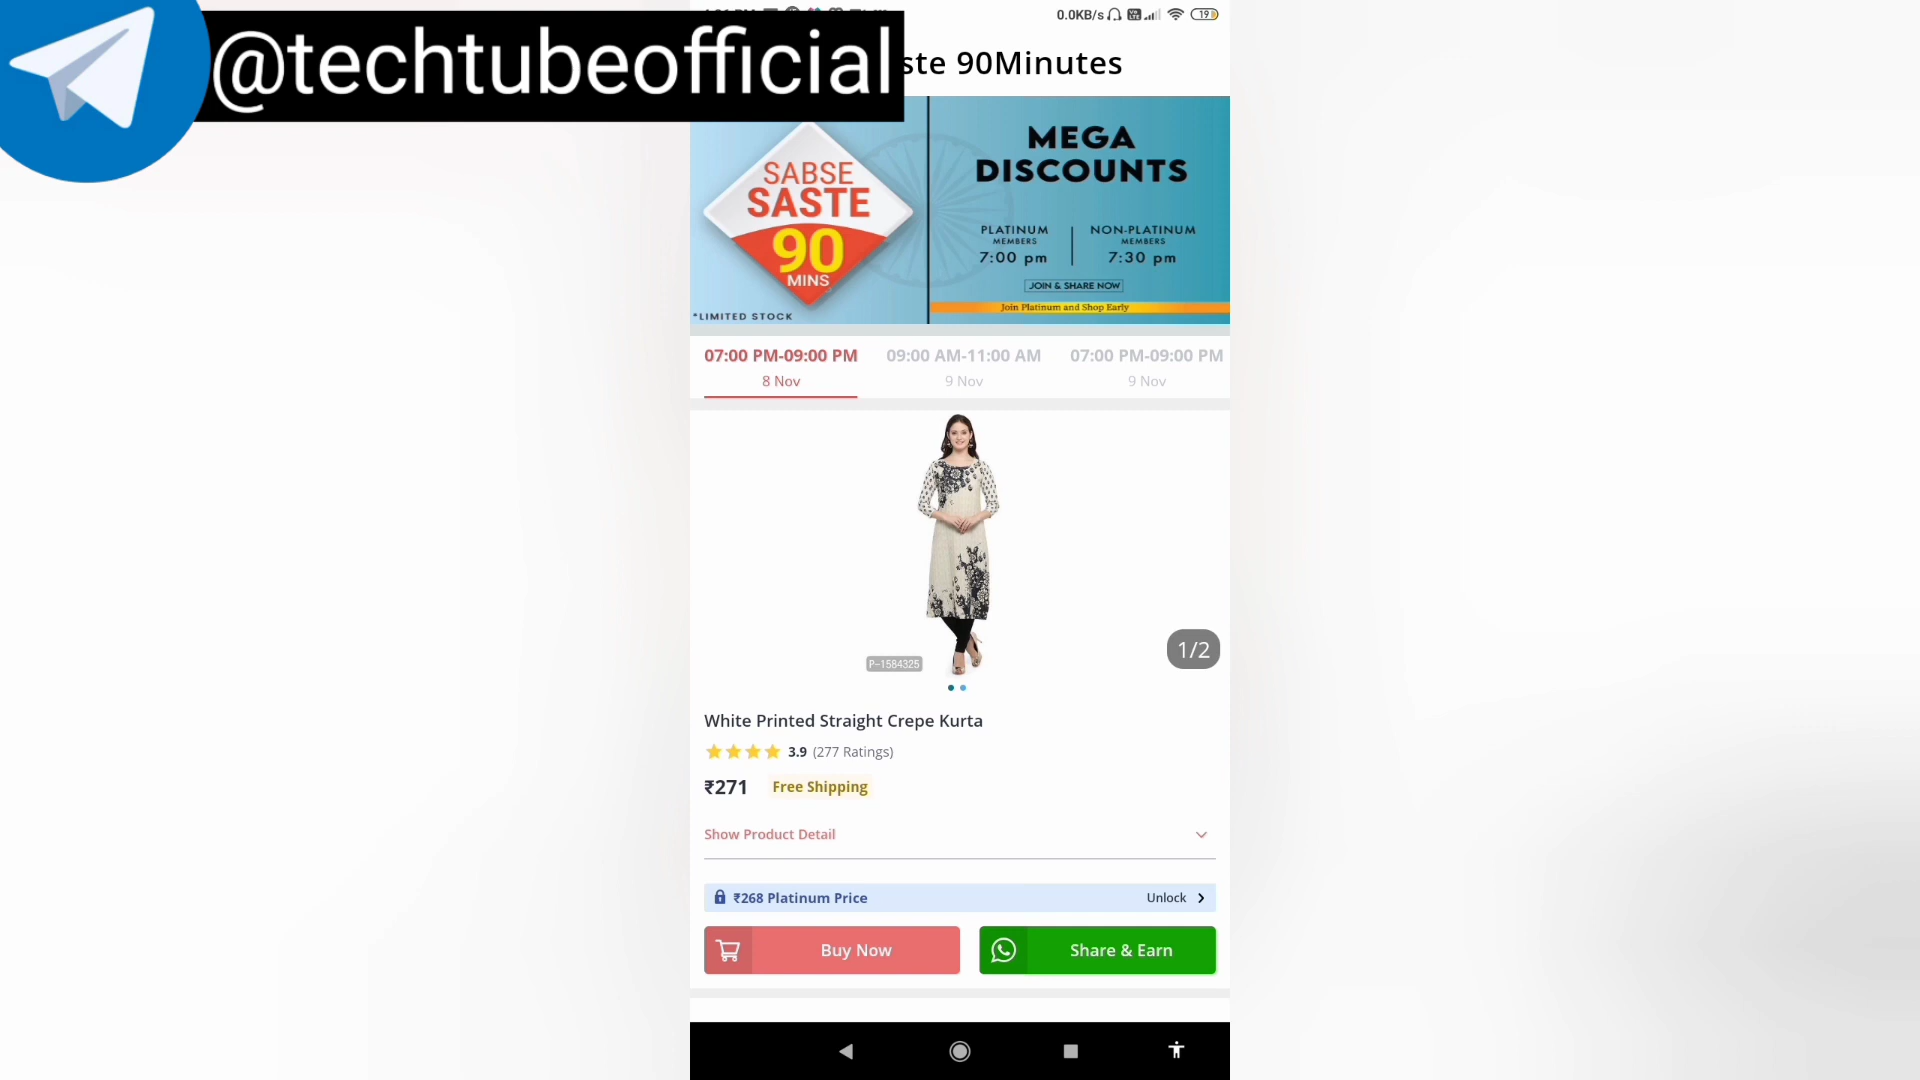 0.0KB/s
19
@techtubeofficial
ste 90Minutes
SABSE
SASTE
90
MINS
*LIMITED STOCK
MEGA
DISCOUNTS
PLATINUM
MEMBERS
7:00 pm
NON-PLATINUM
MEMBERS
7:30 pm
JOIN & SHARE NOW
Join Platinum and Shop Early
07:00 PM-09:00 PM
8 Nov
09:00 AM-11:00 AM
9 Nov
07:00 PM-09:00 PM
9 Nov
P-1584325
1/2
White Printed Straight Crepe Kurta
3.9 (277 Ratings)
₹271 Free Shipping
Show Product Detail
₹268 Platinum Price
Unlock
Buy Now
Share & Earn